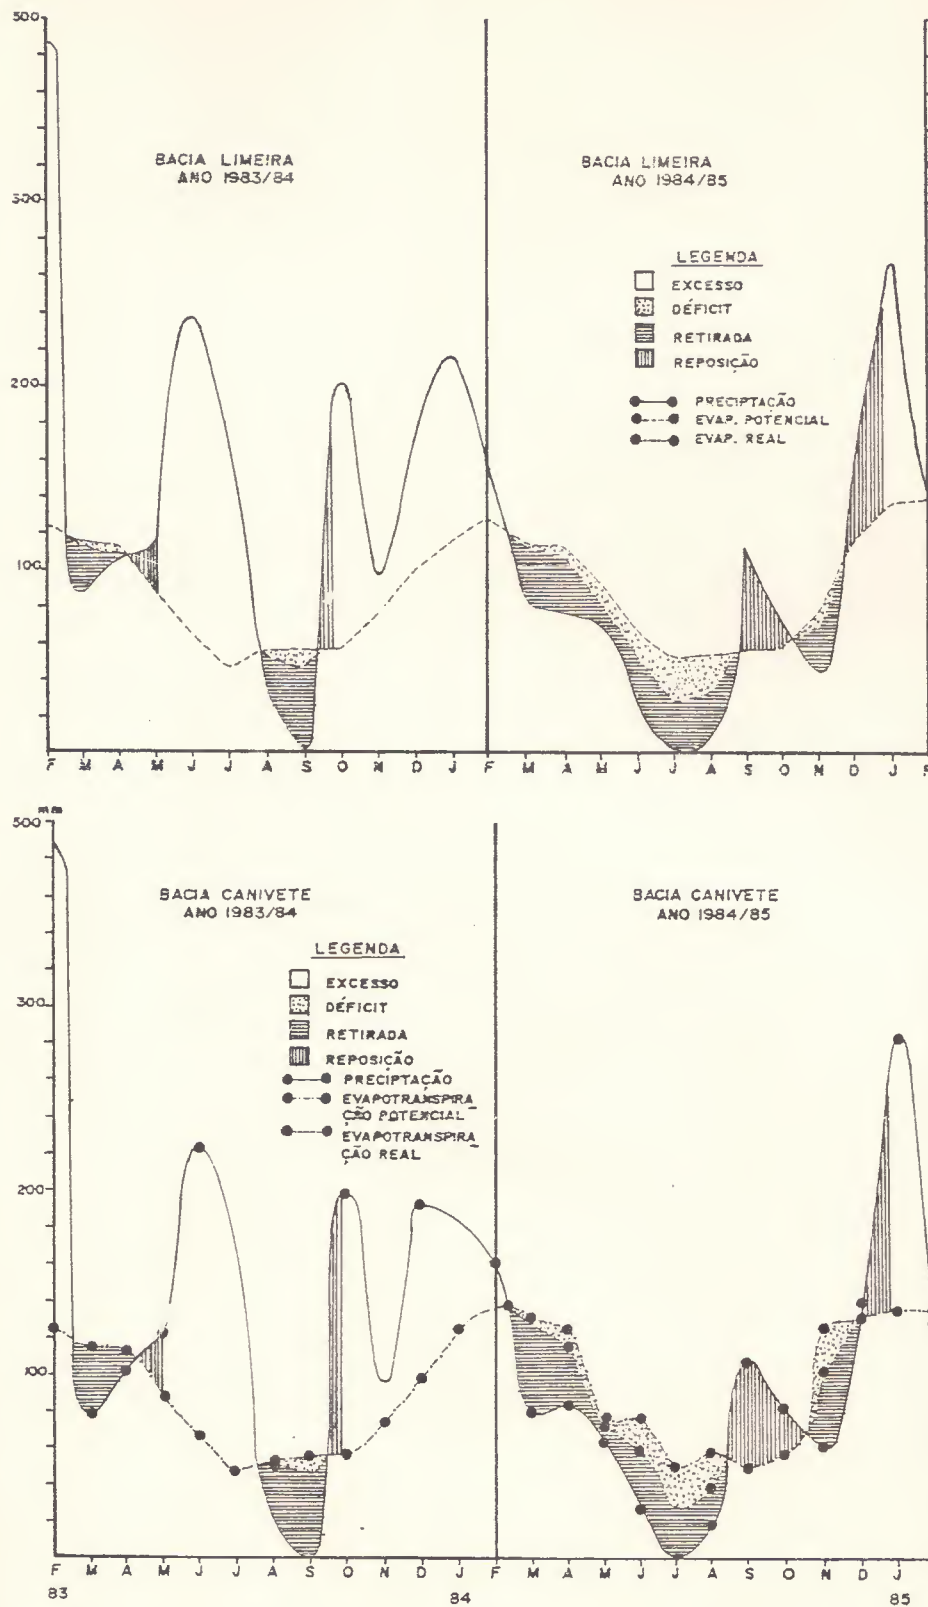 500
BACIA LIMEIRA
ANO 1983/84
BACIA LIMEIRA
ANO 1984/85
300
LEGENDA
EXCESSO
DÉFICIT
RETIRADA
REPOSIÇÃO
200
PRECIPTAÇÃO
EVAP. POTENCIAL
EVAP. REAL
100
F M A M J J A S O N D J F M A M J J A S O N D J F
mm
500
BACIA CANIVETE
ANO 1983/84
BACIA CANIVETE
ANO 1984/85
LEGENDA
EXCESSO
DÉFICIT
RETIRADA
REPOSIÇÃO
PRECIPTAÇÃO
EVAPOTRANSPIRA
ÇÃO POTENCIAL
EVAPOTRANSPIRA
ÇÃO REAL
300
200
100
F M A M J J A S O N D J F M A M J J A S O N D J
83 84 85